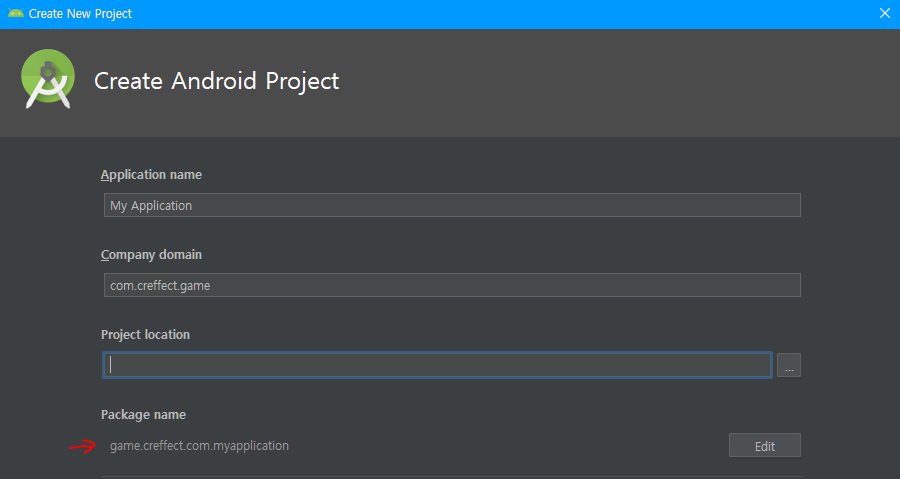 Create New Project
Create Android Project
Application name
My Application
Company domain
com.creffect.game
Project location
...
Package name
game.creffect.com.myapplication
Edit